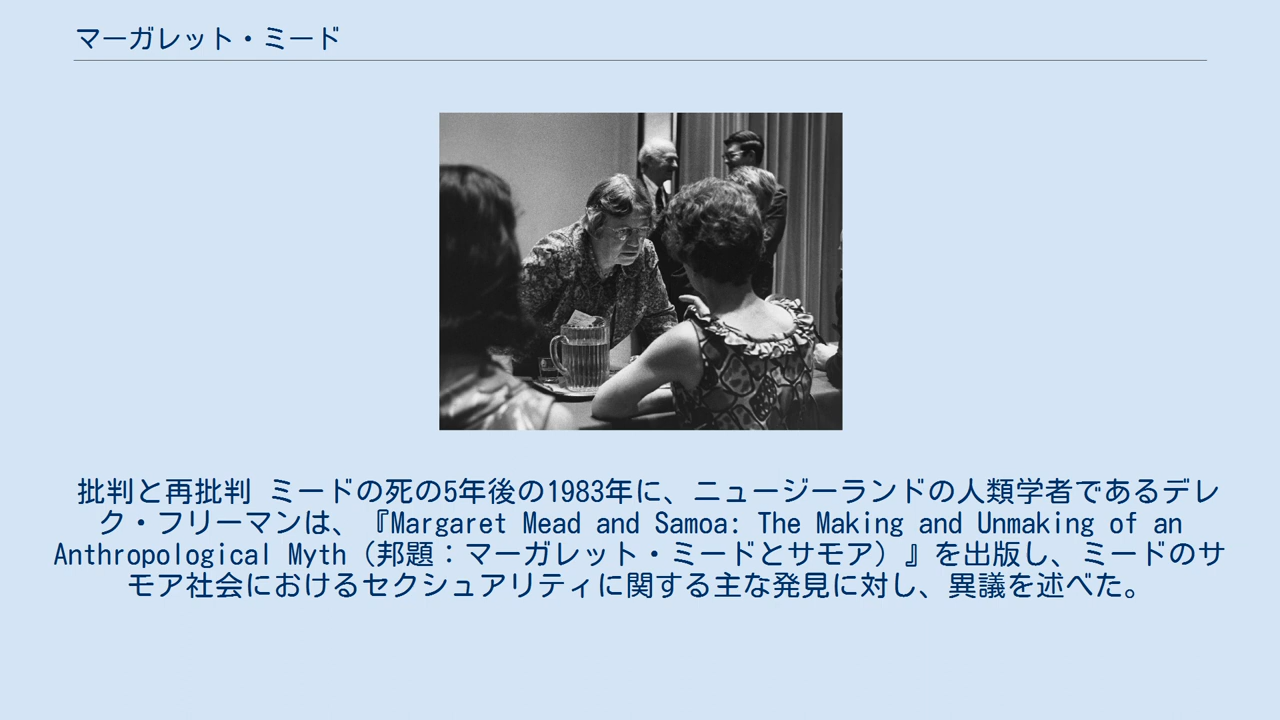 マーガレット・ミード
批判と再批判 ミードの死の5年後の1983年に、ニュージーランドの人類学者であるデレ
ク・フリーマンは、『Margaret Mead and Samoa: The Making and Unmaking of an
Anthropological Myth（邦題：マーガレット・ミードとサモア）』を出版し、ミードのサ
モア社会におけるセクシュアリティに関する主な発見に対し、異議を述べた。